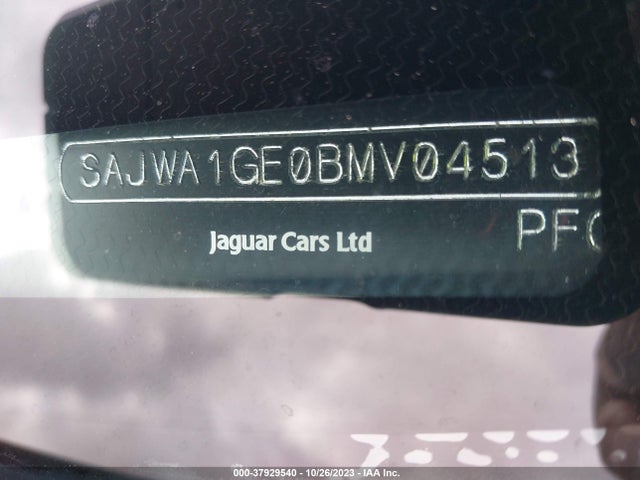 SAJWA1GE0BMV04513
Jaguar Cars Ltd
PF
000-37929540 - 10/26/2023 - IAA Inc.